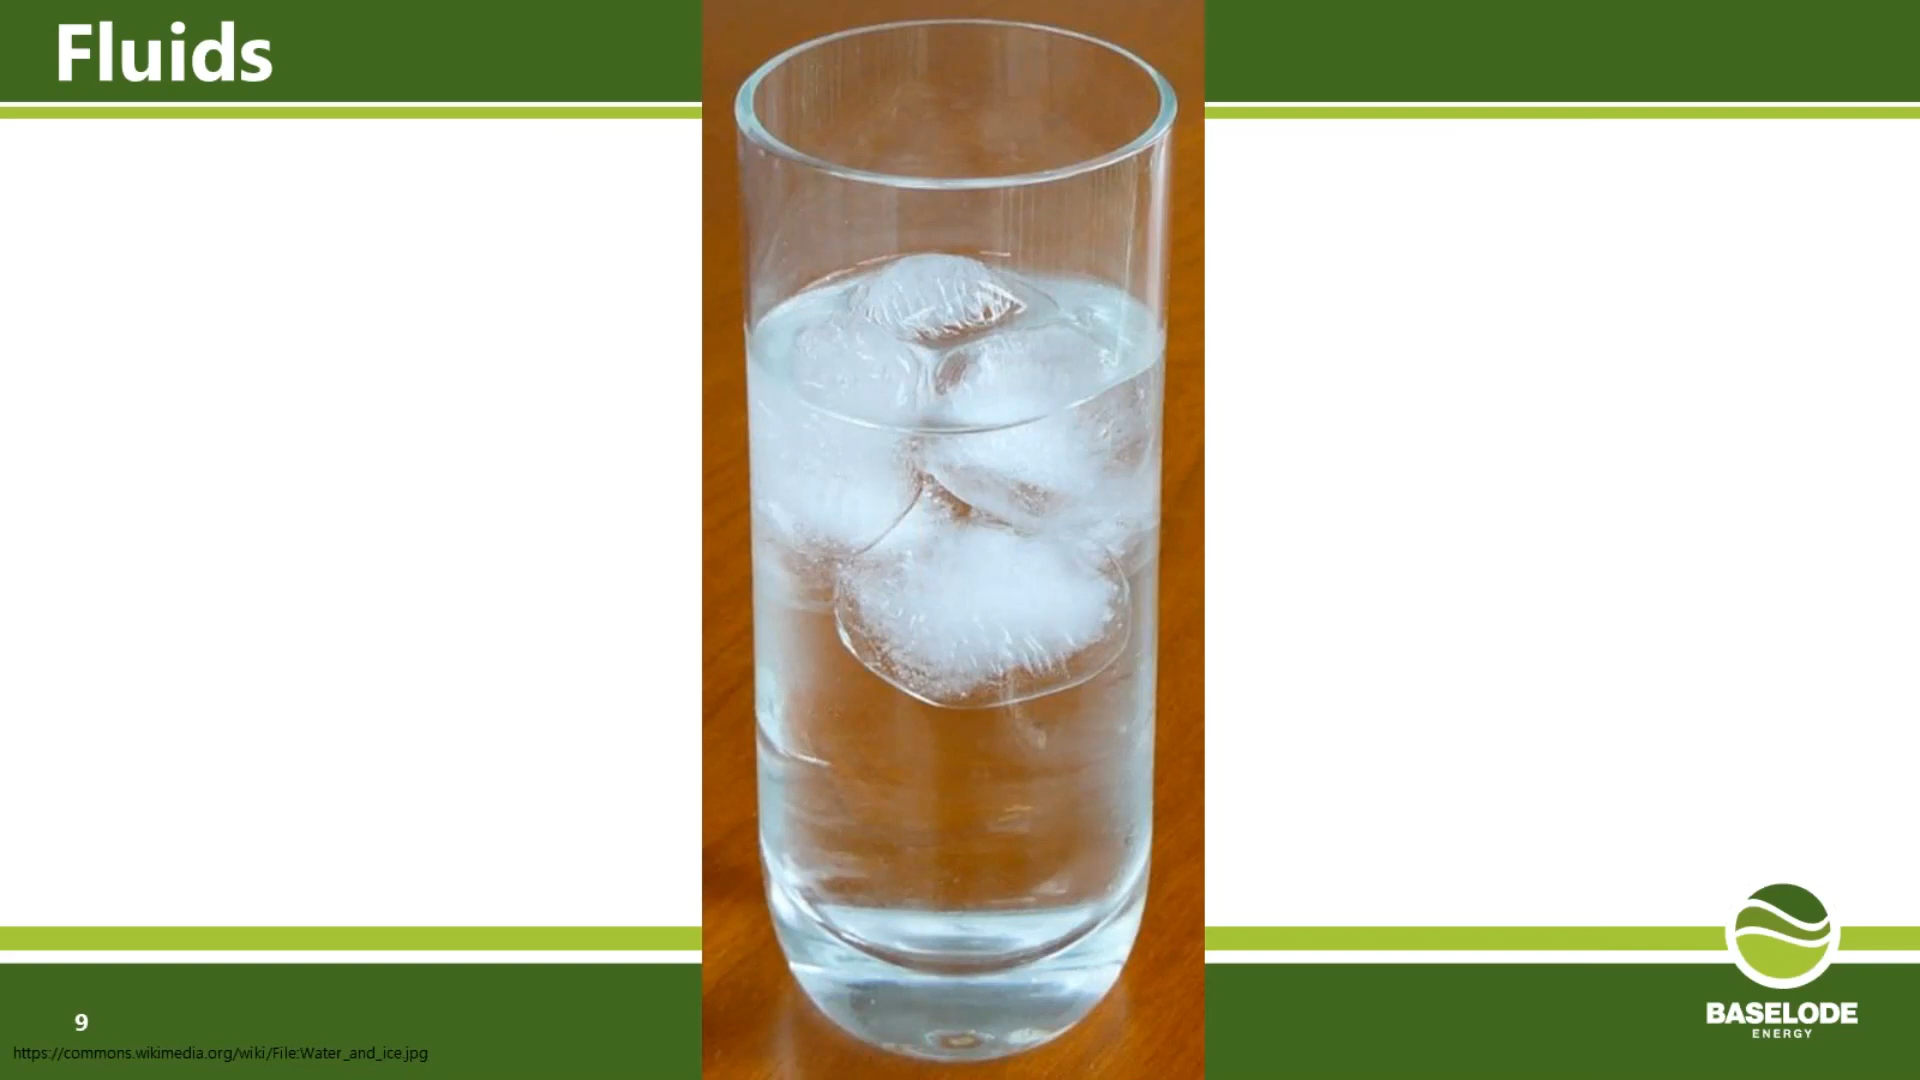 Fluids
9
https://commons.wikimedia.org/wiki/File:Water_and_ice.jpg
BASELODE
ENERGY